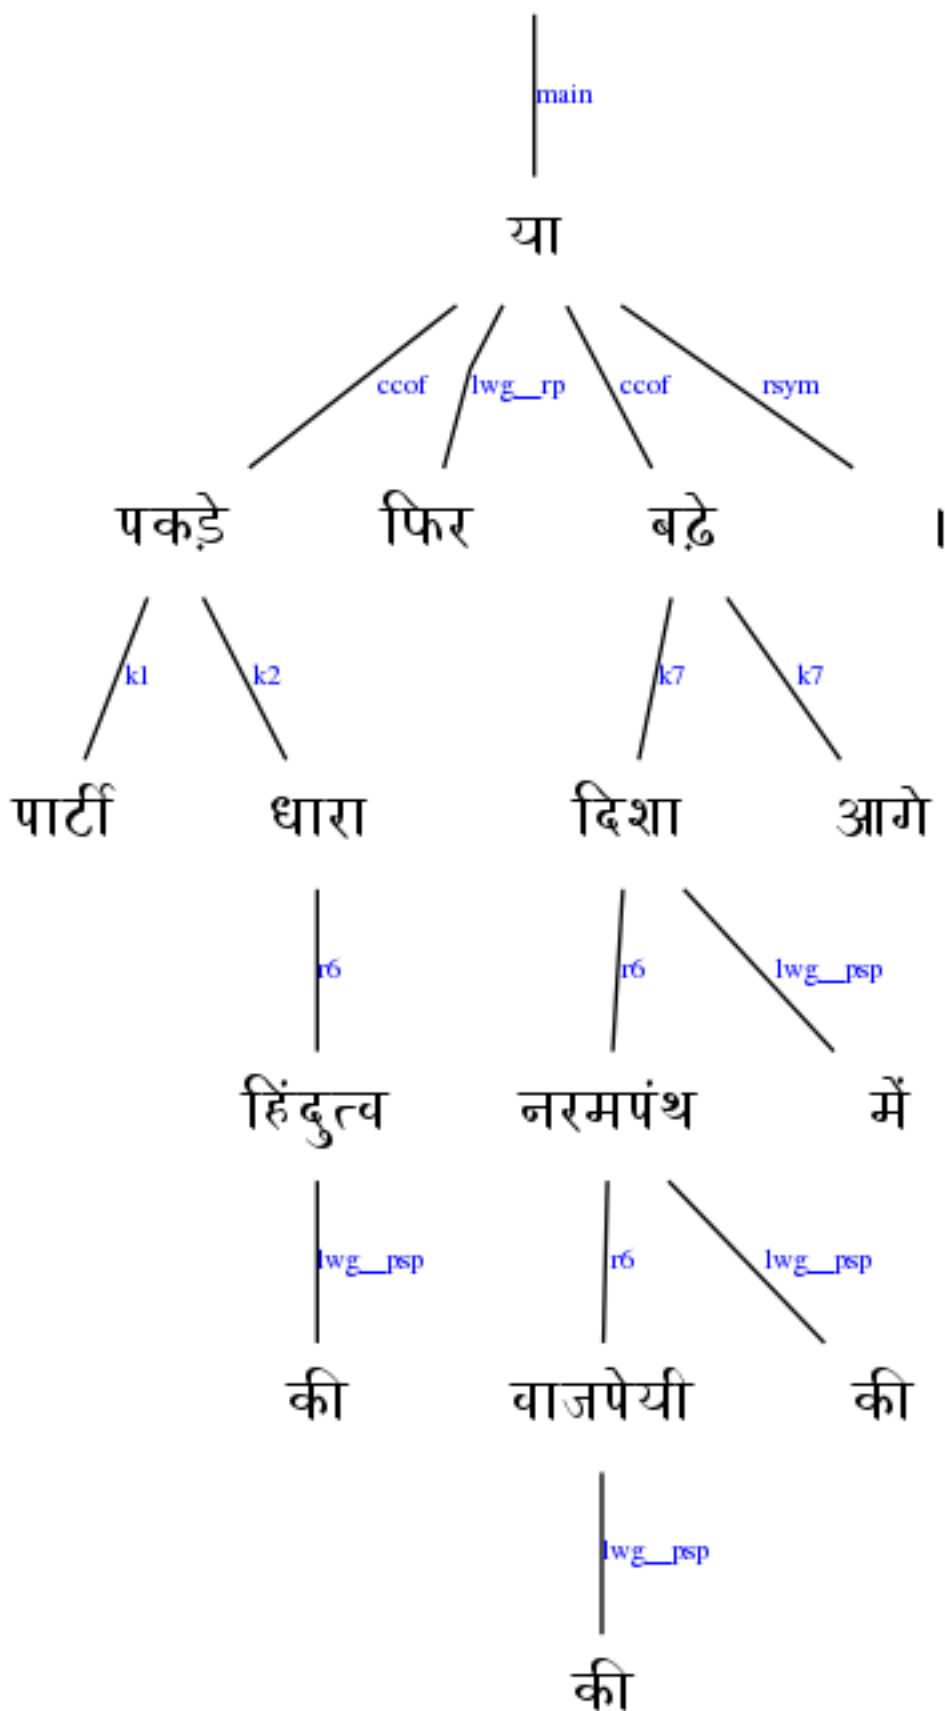 main
या
ccof lwg__rp ccof rsym
पकड़े फिर बढ़े ।
k1 k2 k7 k7
पार्टी धारा दिशा आगे
r6 r6 lwg__psp
हिंदुत्व नरमपंथ में
lwg__psp r6 lwg__psp
की वाजपेयी की
lwg__psp
की